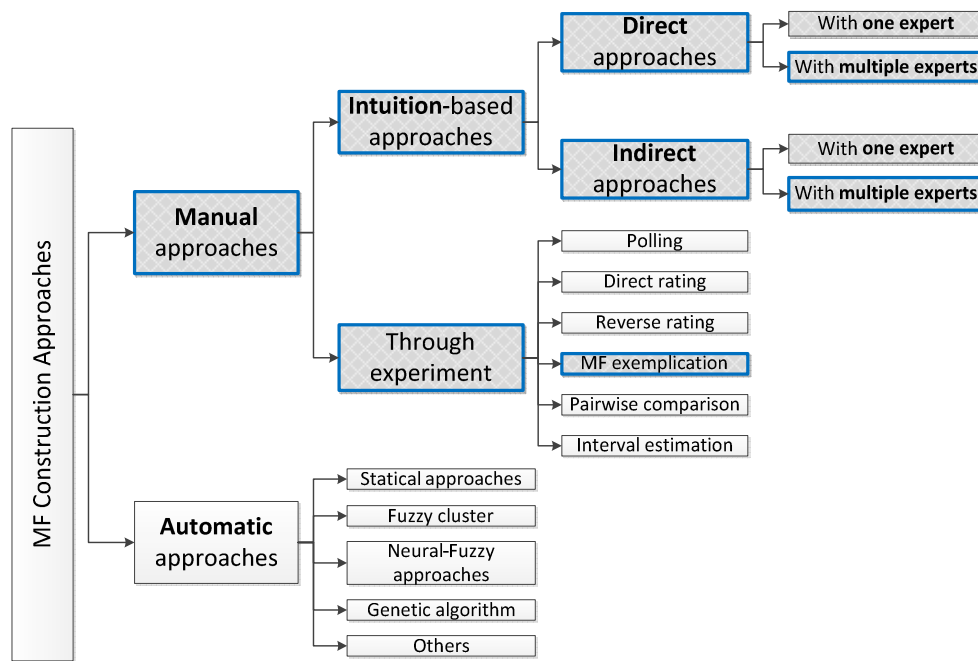 MF Construction Approaches
Manual
approaches
Intuition-based
approaches
Direct
approaches
With one expert
With multiple experts
Indirect
approaches
With one expert
With multiple experts
Through
experiment
Polling
Direct rating
Reverse rating
MF exemplication
Pairwise comparison
Interval estimation
Automatic
approaches
Statical approaches
Fuzzy cluster
Neural-Fuzzy
approaches
Genetic algorithm
Others